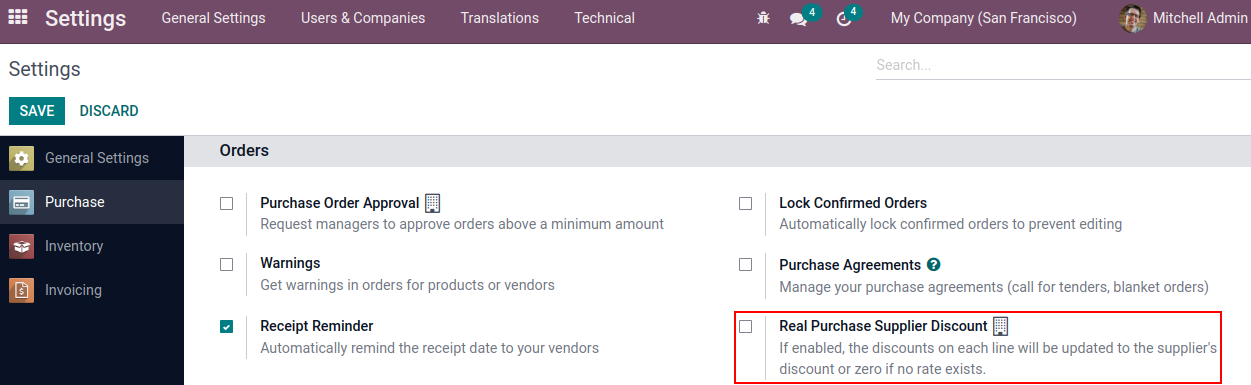 Settings General Settings Users & Companies Translations Technical 4 4 My Company (San Francisco) Mitchell Admin
Settings
Search...
SAVE DISCARD
General Settings
Purchase
Inventory
Invoicing
Orders
Purchase Order Approval
Request managers to approve orders above a minimum amount
Lock Confirmed Orders
Automatically lock confirmed orders to prevent editing
Warnings
Get warnings in orders for products or vendors
Purchase Agreements ?
Manage your purchase agreements (call for tenders, blanket orders)
Receipt Reminder
Automatically remind the receipt date to your vendors
Real Purchase Supplier Discount
If enabled, the discounts on each line will be updated to the supplier's
discount or zero if no rate exists.